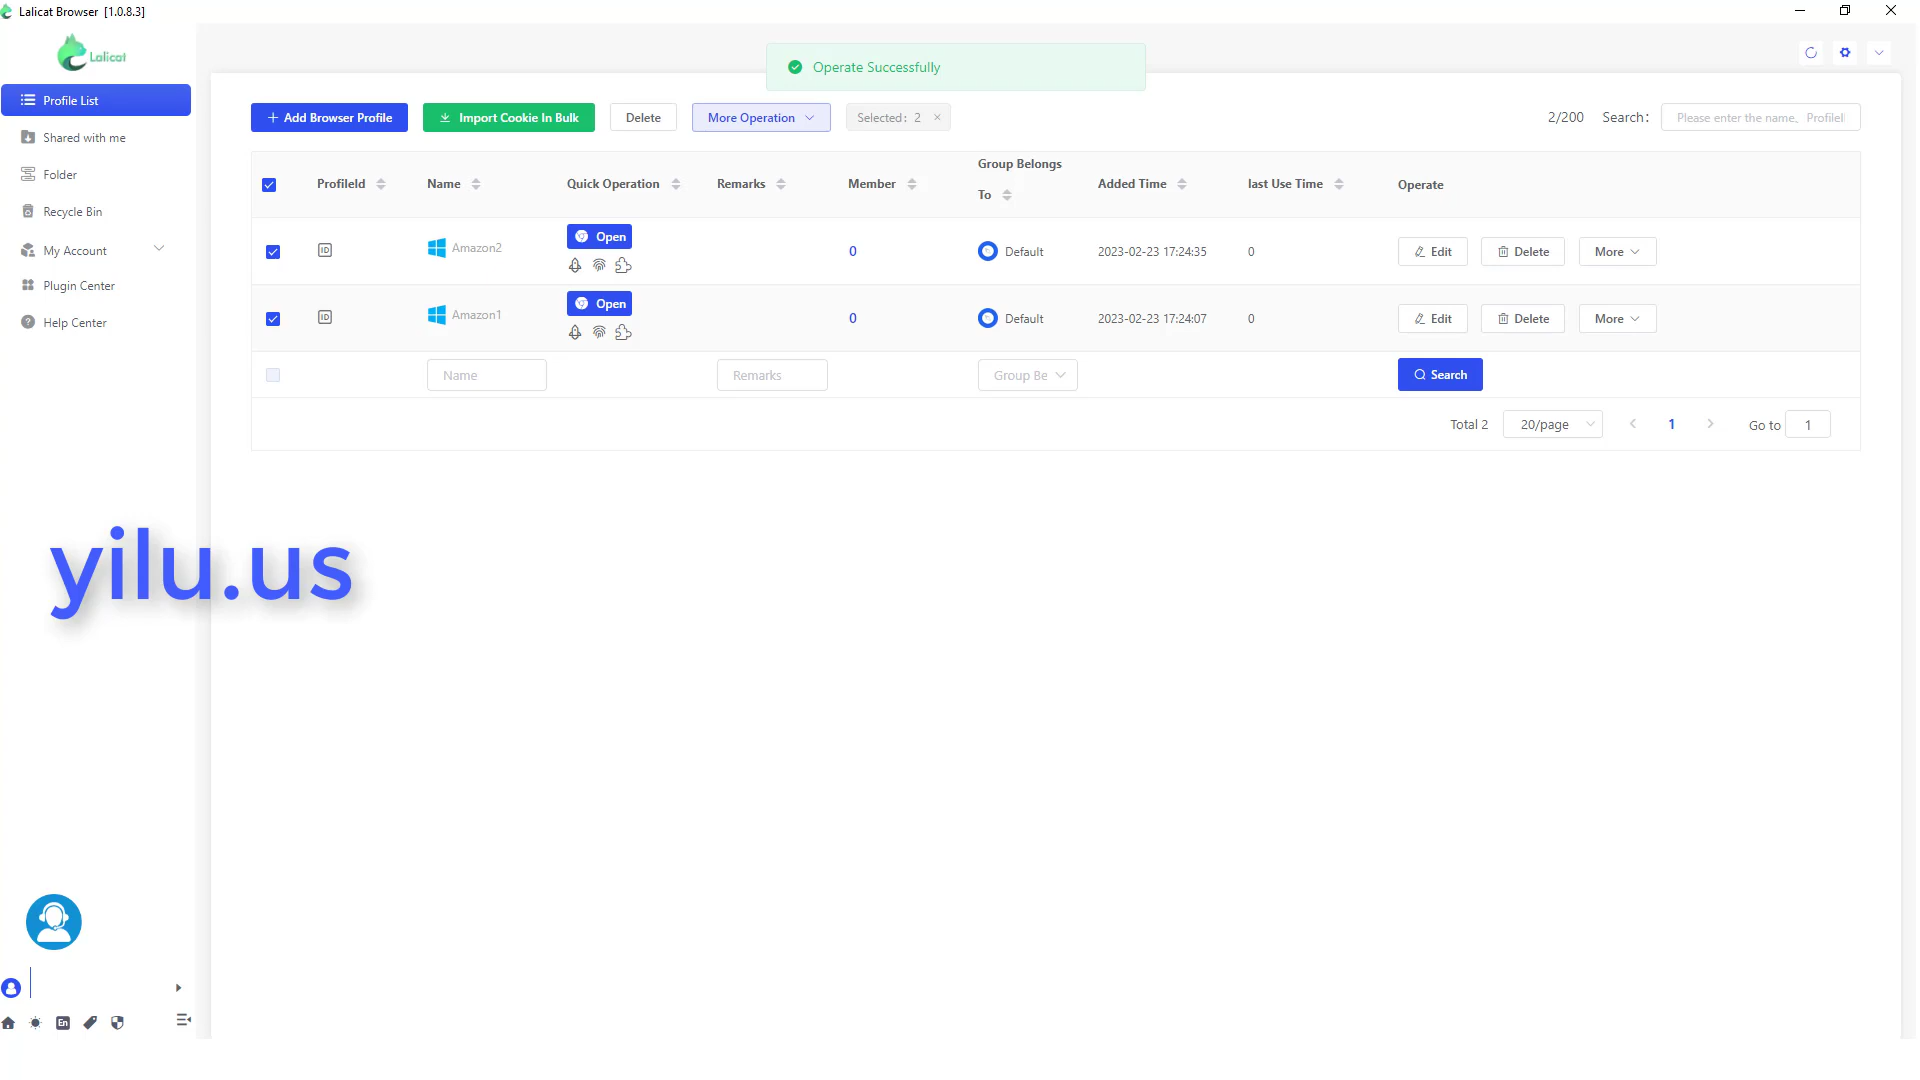 Lalicat Browser [1.0.8.3]
Lalicat
Operate Successfully
Profile List
Shared with me
Folder
Recycle Bin
My Account
Plugin Center
Help Center
Add Browser Profile
Import Cookie In Bulk
Delete
More Operation
Selected: 2 ×
2/200
Search:
Please enter the name、ProfileI
ProfileId
Name
Quick Operation
Remarks
Member
Group Belongs
To
Added Time
last Use Time
Operate
ID
Amazon2
Open
0
Default
2023-02-23 17:24:35
0
Edit
Delete
More
ID
Amazon1
Open
0
Default
2023-02-23 17:24:07
0
Edit
Delete
More
Name
Remarks
Group Be
Search
Total 2
20/page
1
Go to
1
yilu.us
En